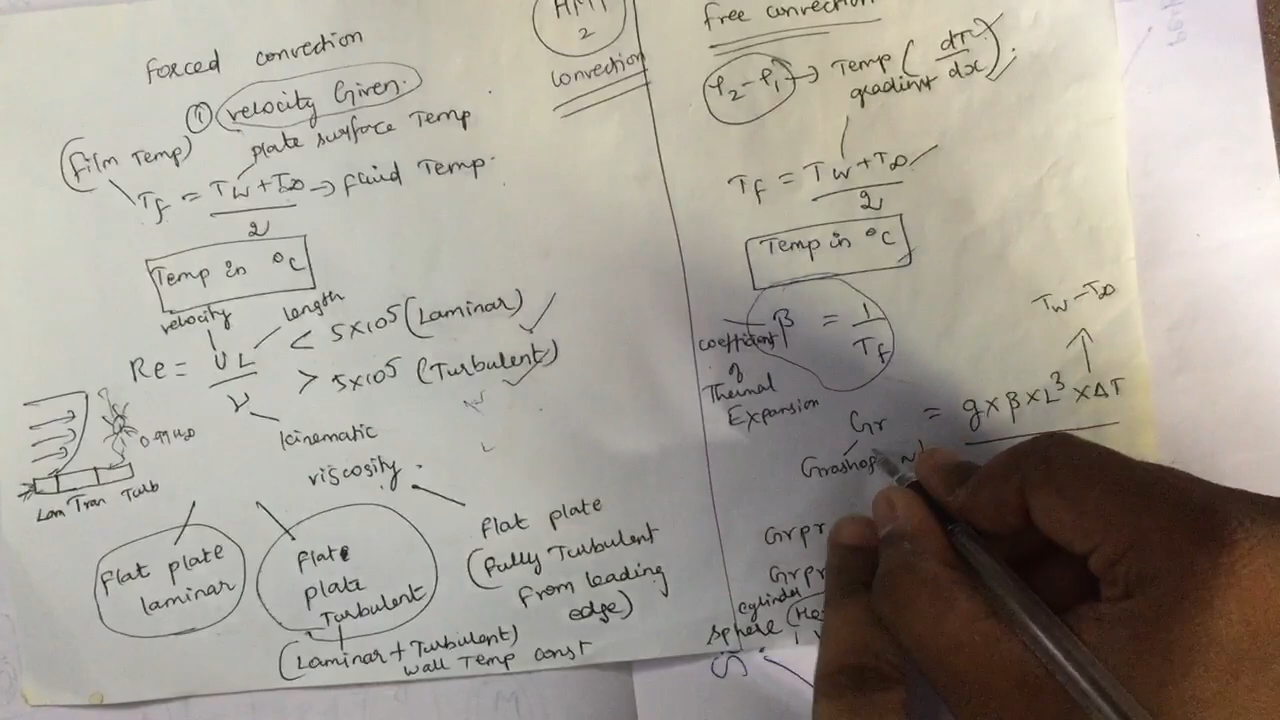 HMT
2
convection
Forced convection
① velocity Given.
(Film Temp)
plate surface Temp
Tf = Tw+T∞ → fluid Temp.
2
Temp in °C
velocity
length
Re = UL
ν
< 5×10⁵ (Laminar)
> 5×10⁵ (Turbulent)
kinematic
viscosity.
Lam Tran Turb
Flat plate
laminar
Flate
plate
Turbulent
(Laminar + Turbulent)
wall Temp const
flat plate
(fully Turbulent
from leading
edge)
free convection
ρ2 - ρ1 → Temp (dT/dx)
gradient
Tf = Tw+T∞
2
Temp in °C
β = 1
Tf
coefficient
of
Thermal
Expansion
Tw - T∞
Gr = g×β×L³×ΔT
Grashof
Grpr
Grpr
cylinder
Sphere